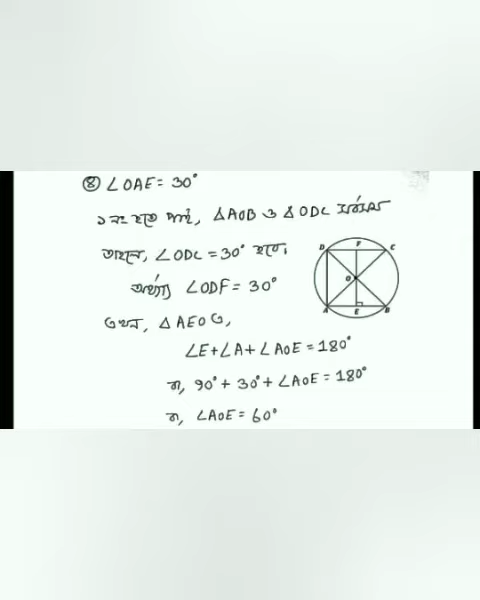 ⑧ ∠OAE = 30°
১ নং হতে পাই, △AOB ও △ODC সর্বসম
তাহলে, ∠ODC = 30° হবে।
অর্থাৎ ∠ODF = 30°
এখন, △AEO এ,
∠E + ∠A + ∠AOE = 180°
বা, 90° + 30° + ∠AOE = 180°
বা, ∠AOE = 60°
D F C
O
A E B